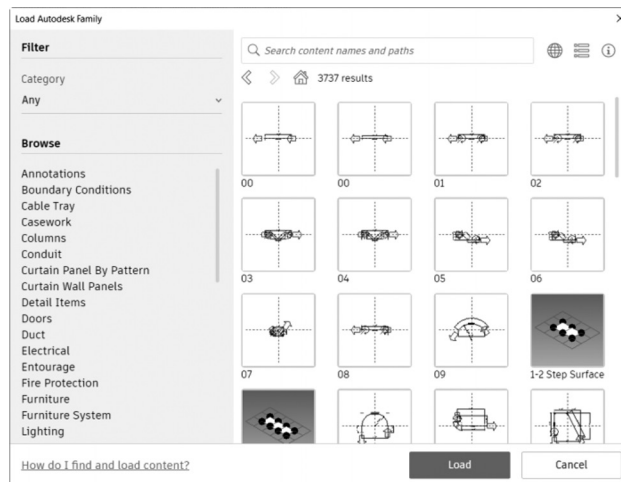 Load Autodesk Family
Filter
Category
Any
Browse
Annotations
Boundary Conditions
Cable Tray
Casework
Columns
Conduit
Curtain Panel By Pattern
Curtain Wall Panels
Detail Items
Doors
Duct
Electrical
Entourage
Fire Protection
Furniture
Furniture System
Lighting
Search content names and paths
3737 results
00 00 01 02
03 04 05 06
07 08 09 1-2 Step Surface
How do I find and load content?
Load
Cancel